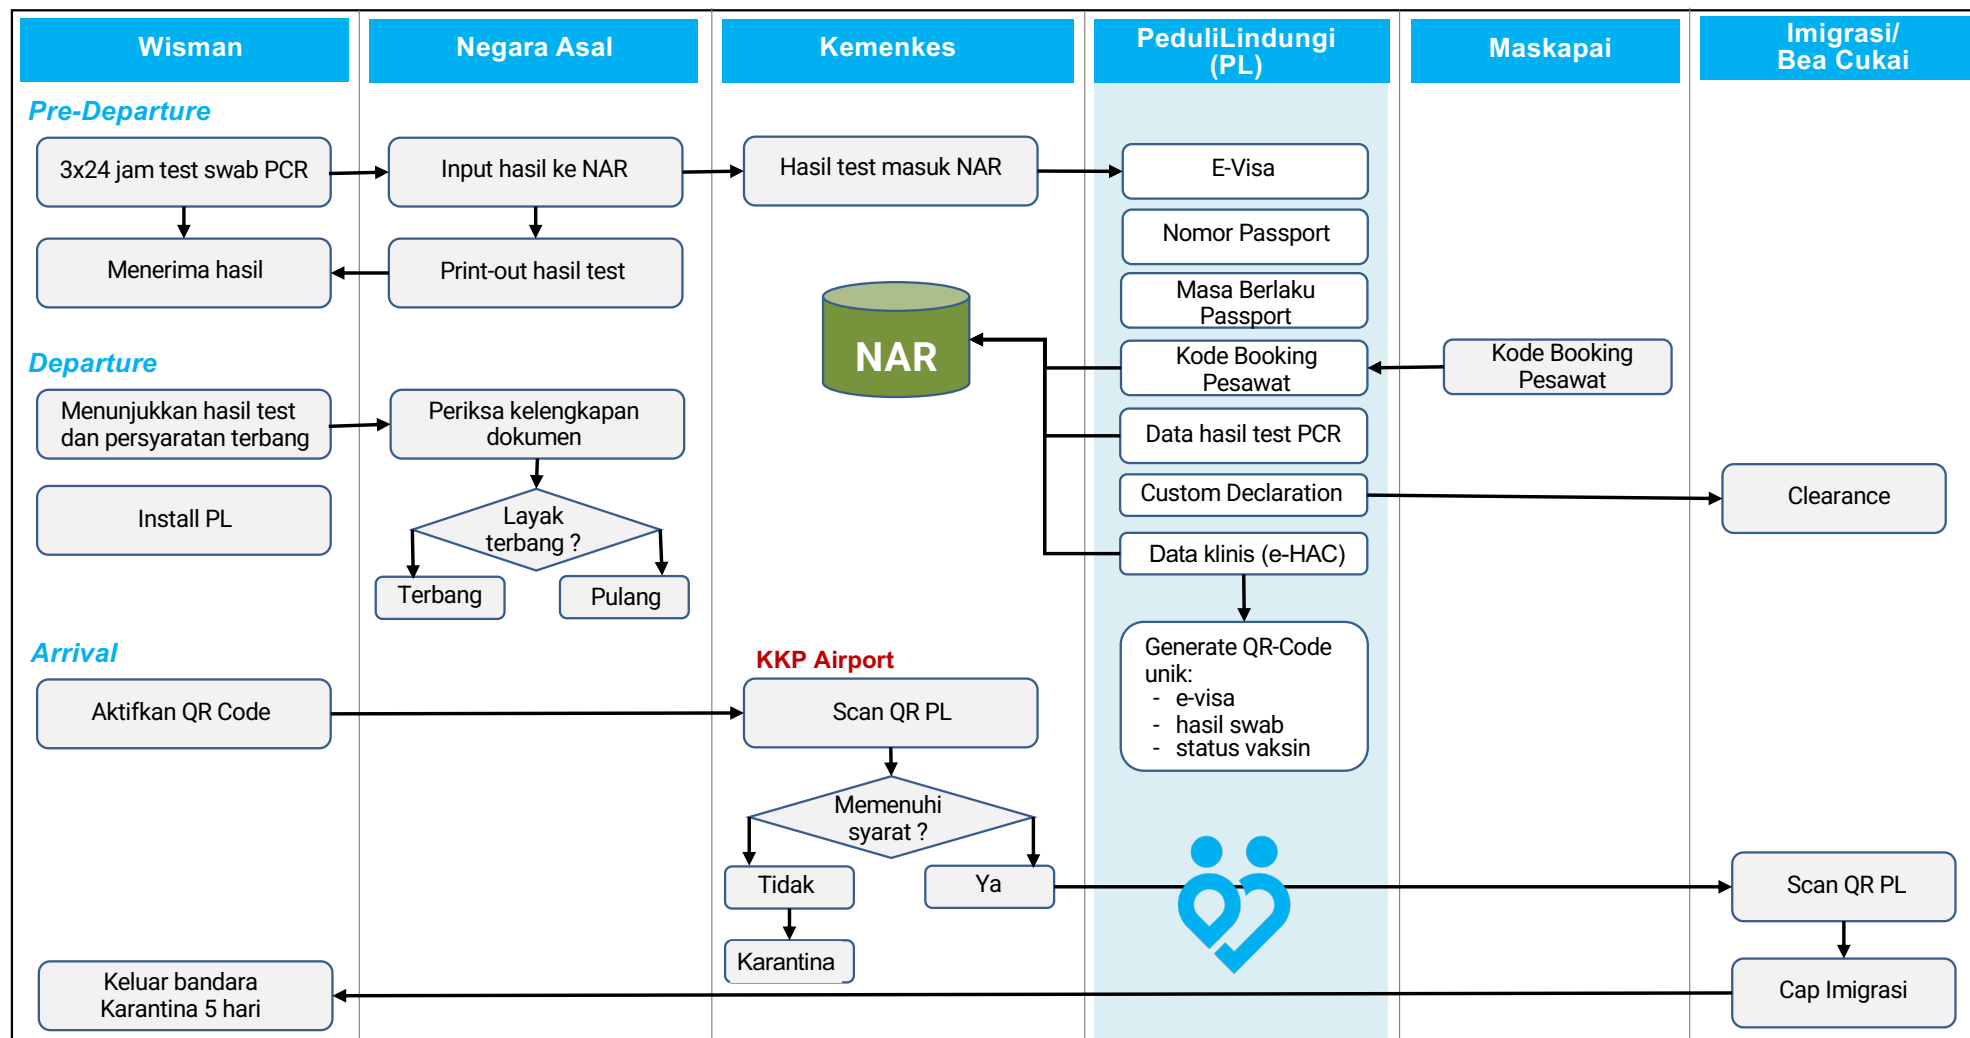 Wisman
Negara Asal
Kemenkes
PeduliLindungi
(PL)
Maskapai
Imigrasi/
Bea Cukai
Pre-Departure
3x24 jam test swab PCR
Input hasil ke NAR
Hasil test masuk NAR
E-Visa
Menerima hasil
Print-out hasil test
Nomor Passport
Masa Berlaku
Passport
NAR
Kode Booking
Pesawat
Kode Booking
Pesawat
Departure
Menunjukkan hasil test
dan persyaratan terbang
Periksa kelengkapan
dokumen
Data hasil test PCR
Install PL
Layak
terbang ?
Custom Declaration
Clearance
Terbang
Pulang
Data klinis (e-HAC)
Arrival
KKP Airport
Generate QR-Code
unik:
- e-visa
- hasil swab
- status vaksin
Aktifkan QR Code
Scan QR PL
Memenuhi
syarat ?
Tidak
Ya
Scan QR PL
Karantina
Keluar bandara
Karantina 5 hari
Cap Imigrasi